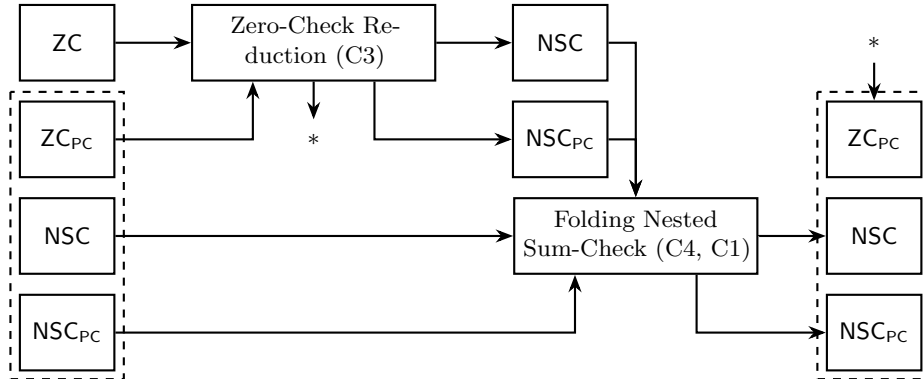 ZC
Zero-Check Re-
duction (C3)
NSC
*
ZC_PC
*
NSC_PC
ZC_PC
NSC
Folding Nested
Sum-Check (C4, C1)
NSC
NSC_PC
NSC_PC